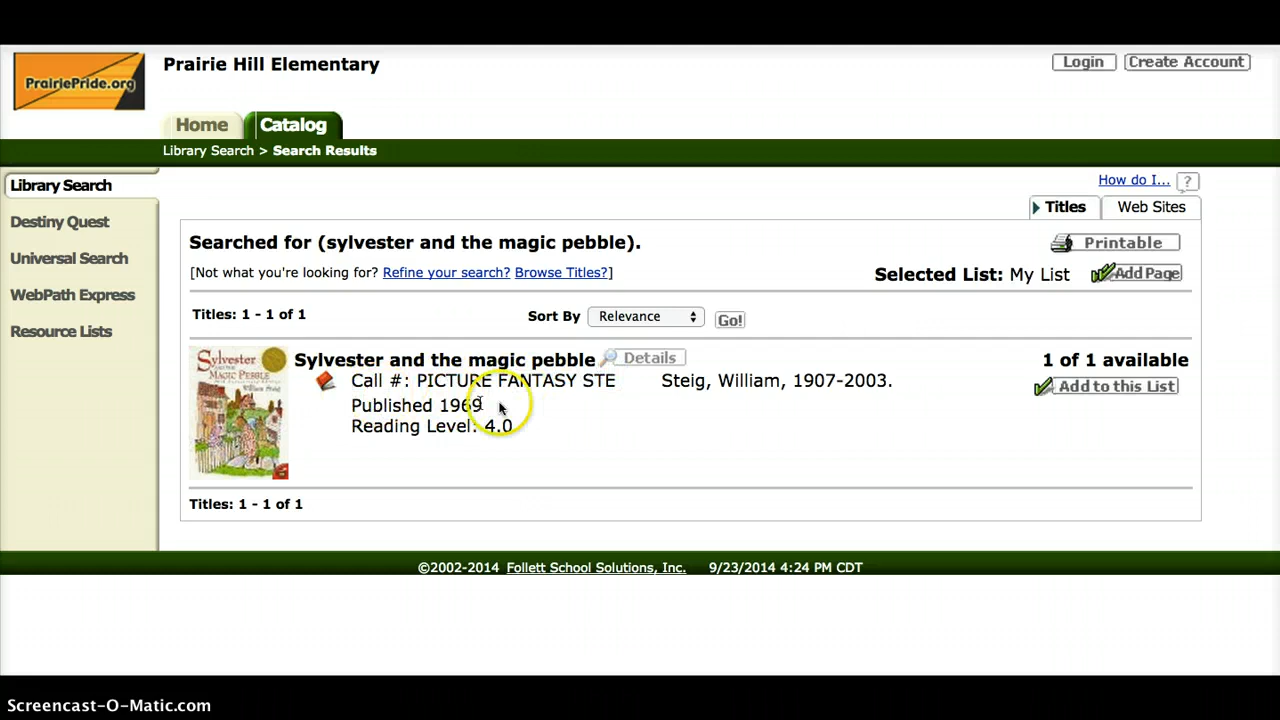 PrairiePride.org
Prairie Hill Elementary
Login
Create Account
Home
Catalog
Library Search > Search Results
Library Search
Destiny Quest
Universal Search
WebPath Express
Resource Lists
How do I... ?
Titles
Web Sites
Searched for (sylvester and the magic pebble).
Printable
[Not what you're looking for? Refine your search? Browse Titles?]
Selected List: My List
Add Page
Titles: 1 - 1 of 1
Sort By Relevance Go!
Sylvester and the Magic Pebble
William Steig
Sylvester and the magic pebble
Details
1 of 1 available
Call #: PICTURE FANTASY STE
Steig, William, 1907-2003.
Add to this List
Published 1969
Reading Level: 4.0
Titles: 1 - 1 of 1
©2002-2014 Follett School Solutions, Inc. 9/23/2014 4:24 PM CDT
Screencast-O-Matic.com